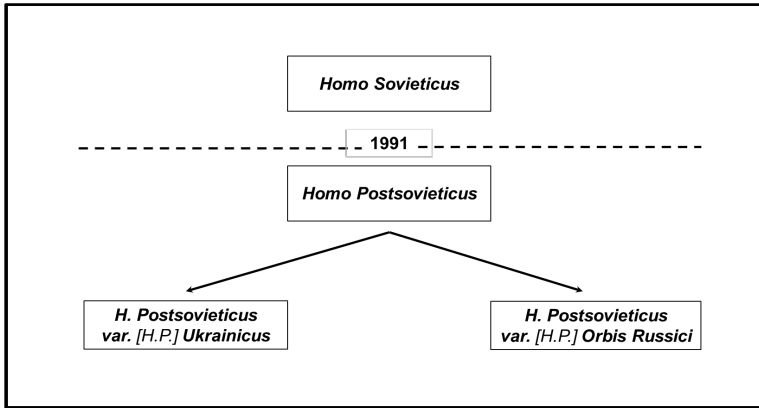 Homo Sovieticus
1991
Homo Postsovieticus
H. Postsovieticus
var. [H.P.] Ukrainicus
H. Postsovieticus
var. [H.P.] Orbis Russici